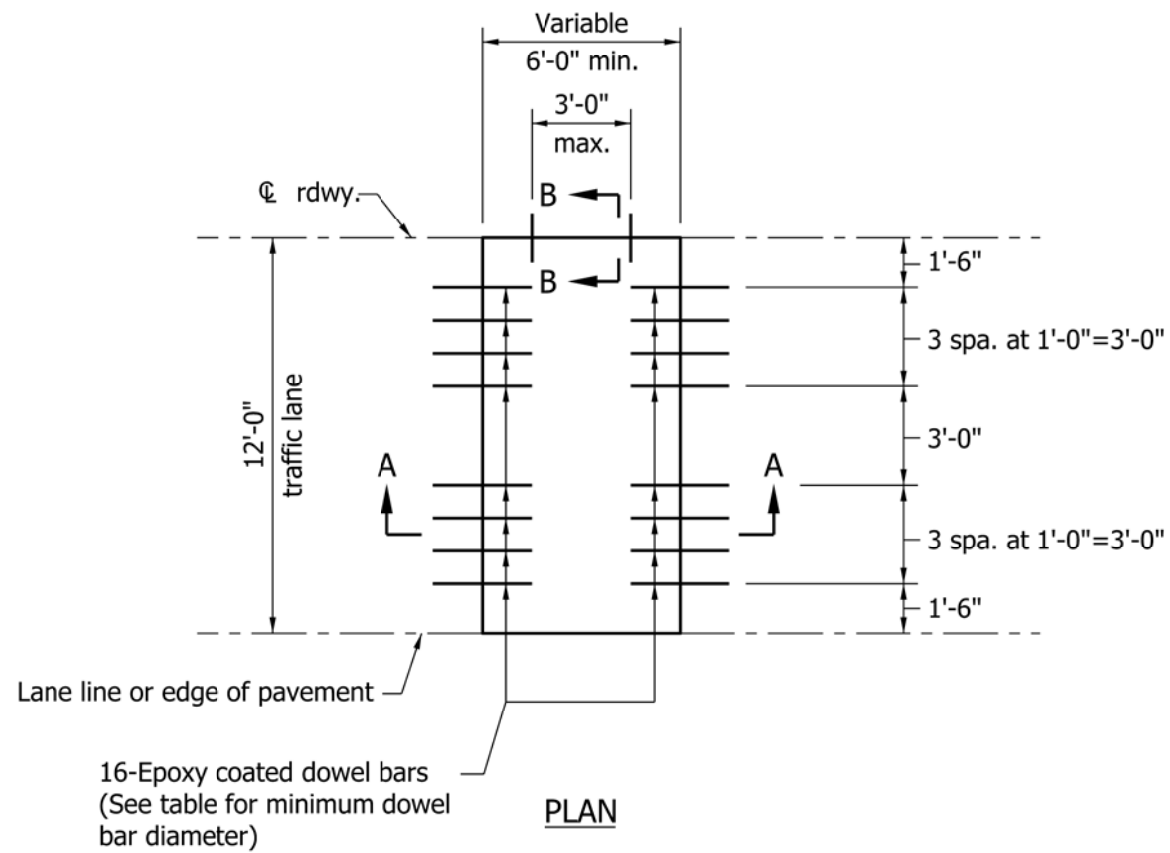 Variable
6'-0" min.
3'-0"
max.
℄ rdwy.
B
B
1'-6"
3 spa. at 1'-0"=3'-0"
12'-0"
traffic lane
3'-0"
A
A
3 spa. at 1'-0"=3'-0"
1'-6"
Lane line or edge of pavement
16-Epoxy coated dowel bars
(See table for minimum dowel
bar diameter)
PLAN